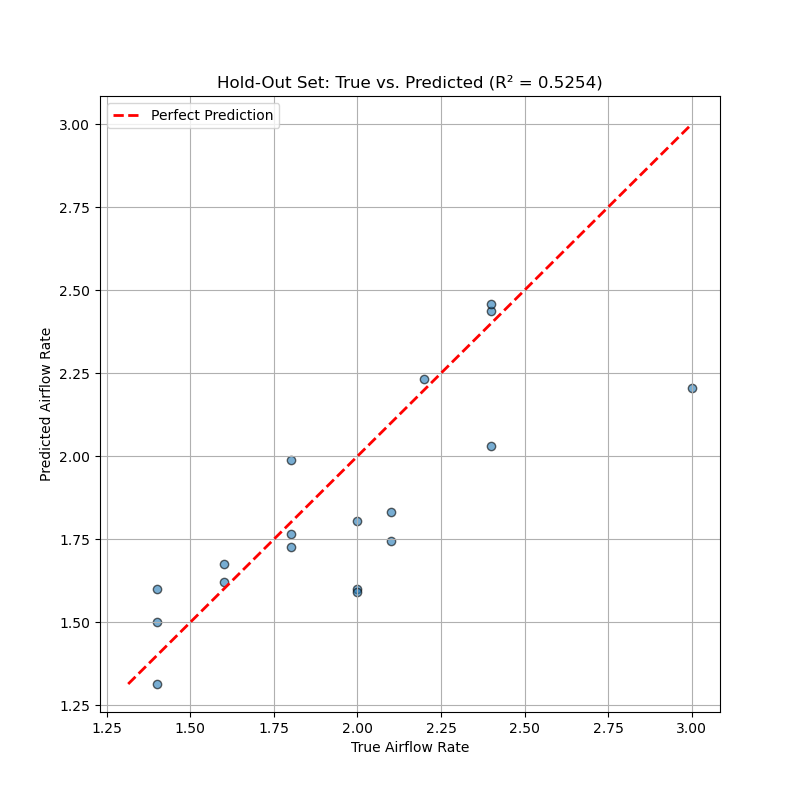 Hold-Out Set: True vs. Predicted (R² = 0.5254)
Perfect Prediction
3.00
2.75
2.50
2.25
2.00
1.75
1.50
1.25
Predicted Airflow Rate
1.25 1.50 1.75 2.00 2.25 2.50 2.75 3.00
True Airflow Rate